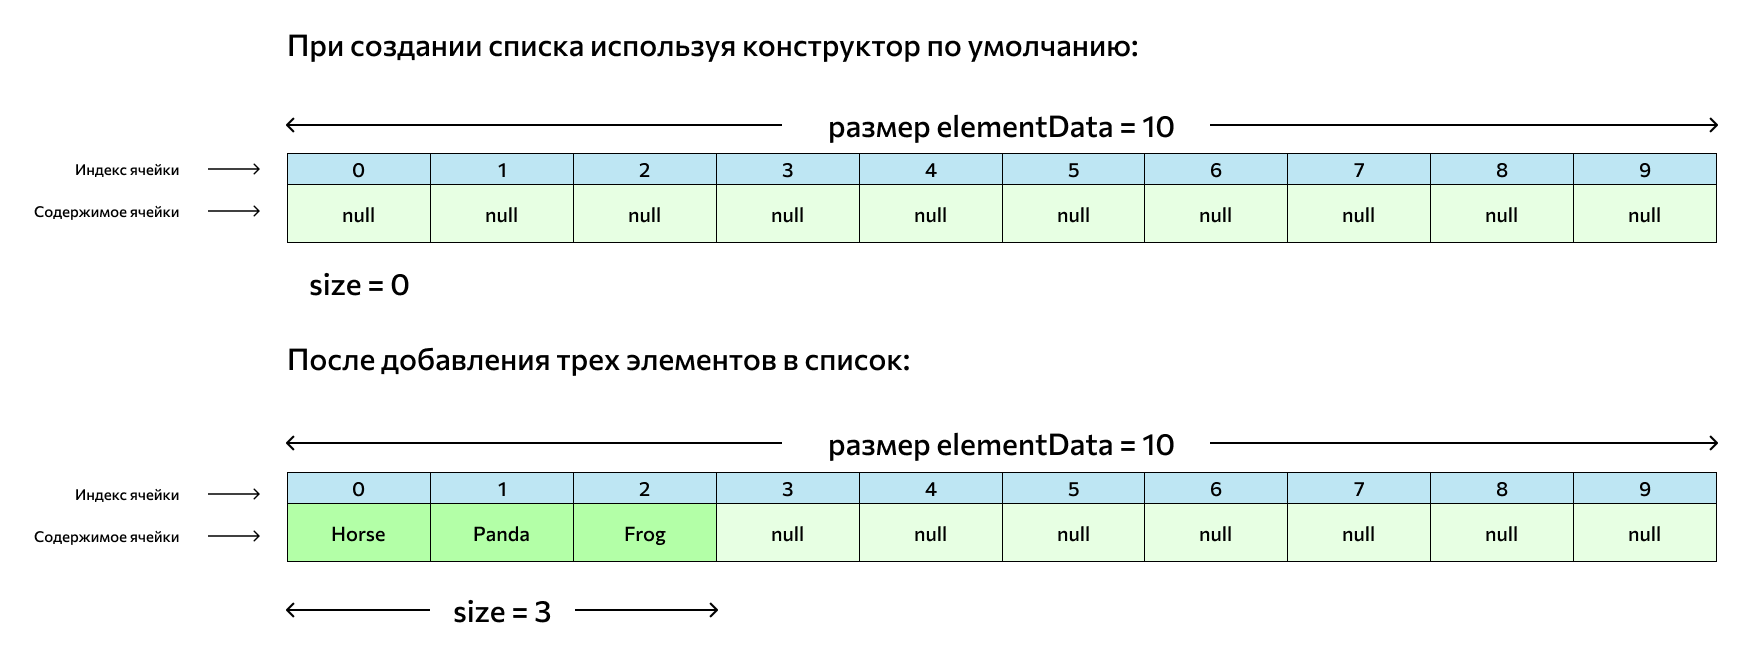 При создании списка используя конструктор по умолчанию:
размер elementData = 10
Индекс ячейки 0 1 2 3 4 5 6 7 8 9
Содержимое ячейки null null null null null null null null null null
size = 0
После добавления трех элементов в список:
размер elementData = 10
Индекс ячейки 0 1 2 3 4 5 6 7 8 9
Содержимое ячейки Horse Panda Frog null null null null null null null
size = 3